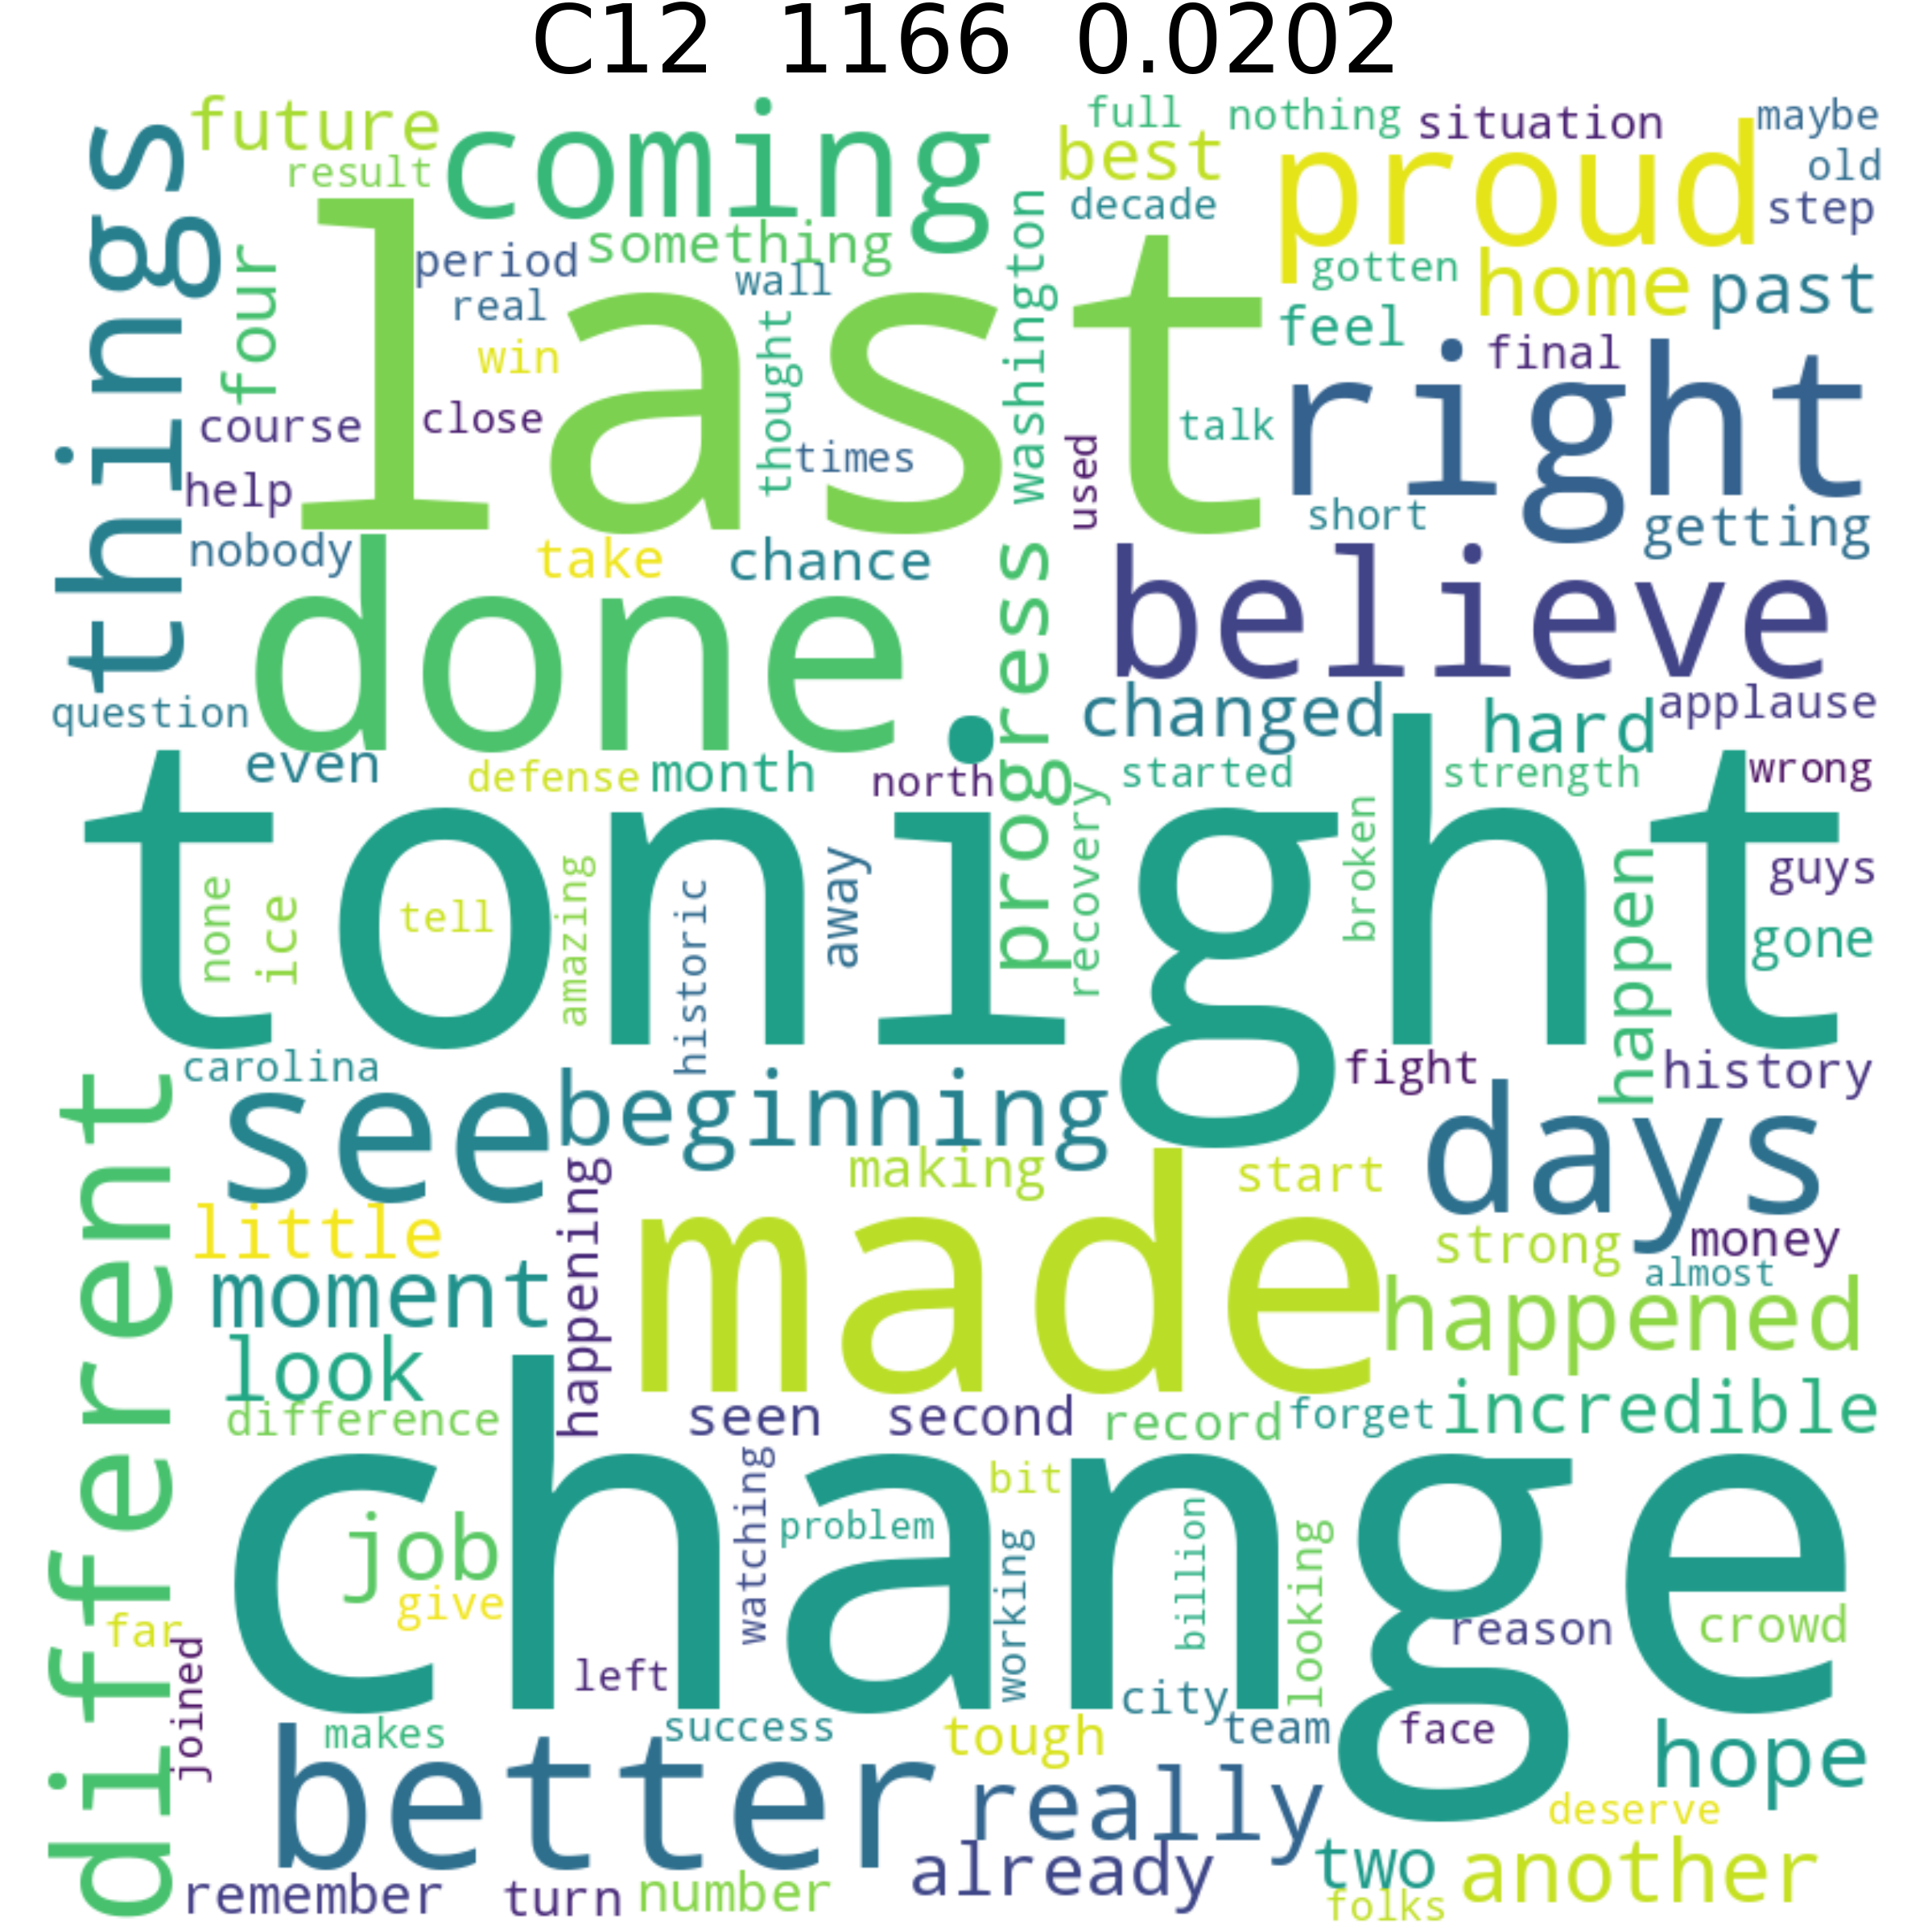 C12 1166 0.0202
future
coming
full
nothing
situation
maybe
result
best
proud
old
decade
step
things
last
period
something
wall
washington
gotten
home
past
four
real
feel
win
thought
final
right
course
close
times
talk
used
help
short
getting
nobody
take
chance
progress
believe
done
question
changed
hard
applause
even
defense
month
north
started
strength
wrong
tonight
recovery
broken
guys
none
ice
tell
amazing
historic
away
happen
gone
carolina
fight
history
see
beginning
days
making
start
different
little
happening
made
strong
money
almost
moment
happened
look
difference
seen
second
record
forget
incredible
change
job
watching
problem
bit
give
working
billion
looking
far
reason
crowd
joined
left
city
makes
success
tough
team
face
hope
better
really
deserve
already
two
another
remember
turn
number
folks